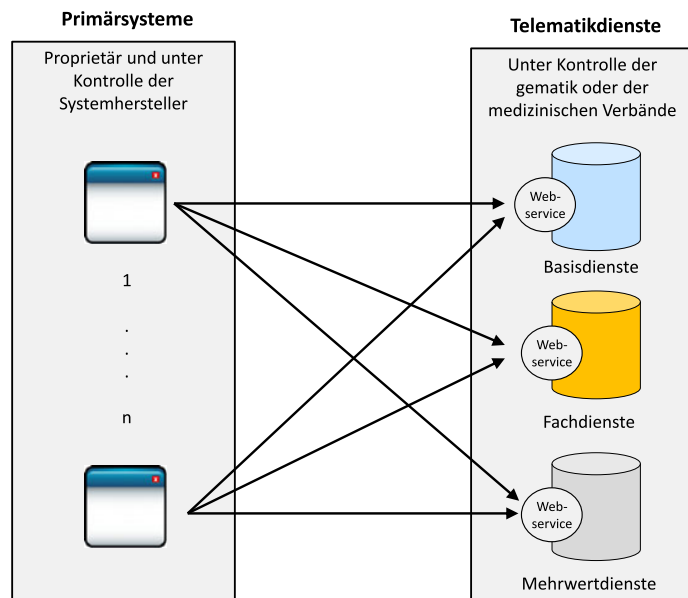 Primärsysteme
Proprietär und unter
Kontrolle der
Systemhersteller
1
.
.
.
n
Telematikdienste
Unter Kontrolle der
gematik oder der
medizinischen Verbände
Web-
service
Basisdienste
Web-
service
Fachdienste
Web-
service
Mehrwertdienste